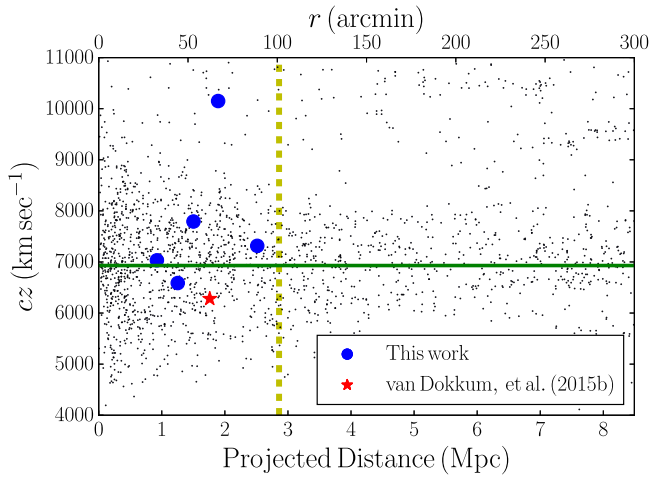 r (arcmin)
0 50 100 150 200 250 300
11000
10000
9000
8000
7000
6000
5000
4000
cz (km sec⁻¹)
This work
van Dokkum, et al. (2015b)
0 1 2 3 4 5 6 7 8
Projected Distance (Mpc)